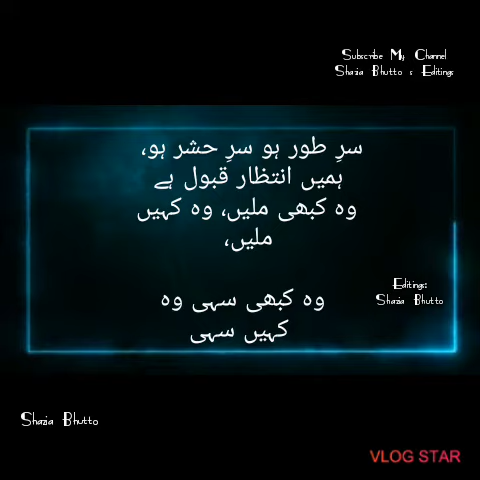 Subscribe My Channel
Shazia Bhutto s Editings
سرِ طور ہو سرِ حشر ہو،
ہمیں انتظار قبول ہے
وہ کبھی ملیں، وہ کہیں
ملیں،
وہ کبھی سہی وہ
کہیں سہی
Editings:
Shazia Bhutto
Shazia Bhutto
VLOG STAR